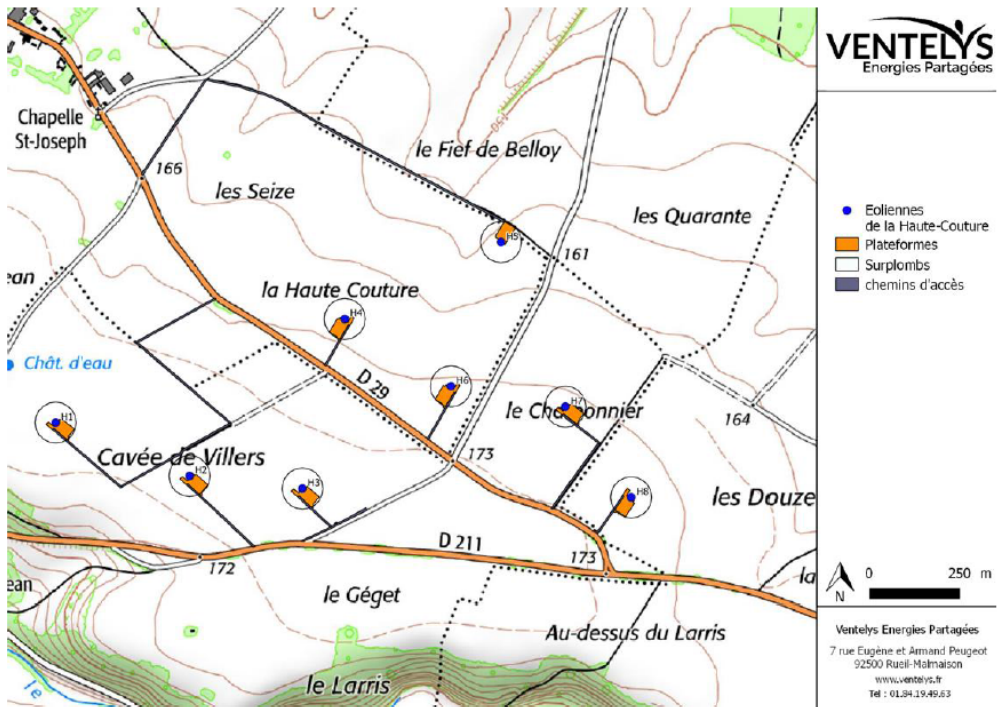 Chapelle
St-Joseph
166
les Seize
le Fief de Belloy
les Quarante
H5
161
la Haute Couture
H4
ean
Chât. d'eau
D 29
H6
H7
164
H1
Cavée de Villers
H2
H3
173
H8
les Douze
D 211
173
172
le Géget
la
ean
Au-dessus du Larris
le Larris
le
VENTELYS
Energies Partagées
Eoliennes
de la Haute-Couture
Plateformes
Surplombs
chemins d'accès
N
0 250 m
Ventelys Energies Partagées
7 rue Eugène et Armand Peugeot
92500 Rueil-Malmaison
www.ventelys.fr
Tel : 01.84.19.49.63